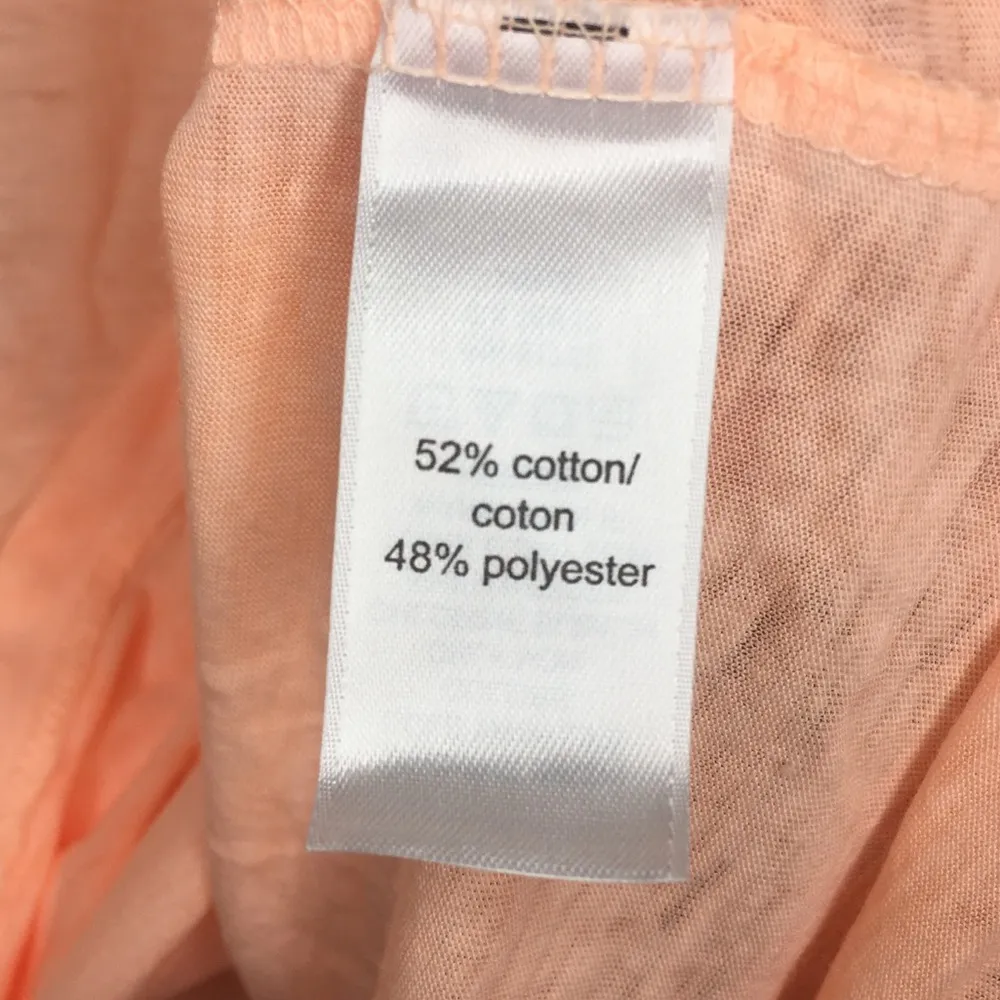 52% cotton/
coton
48% polyester